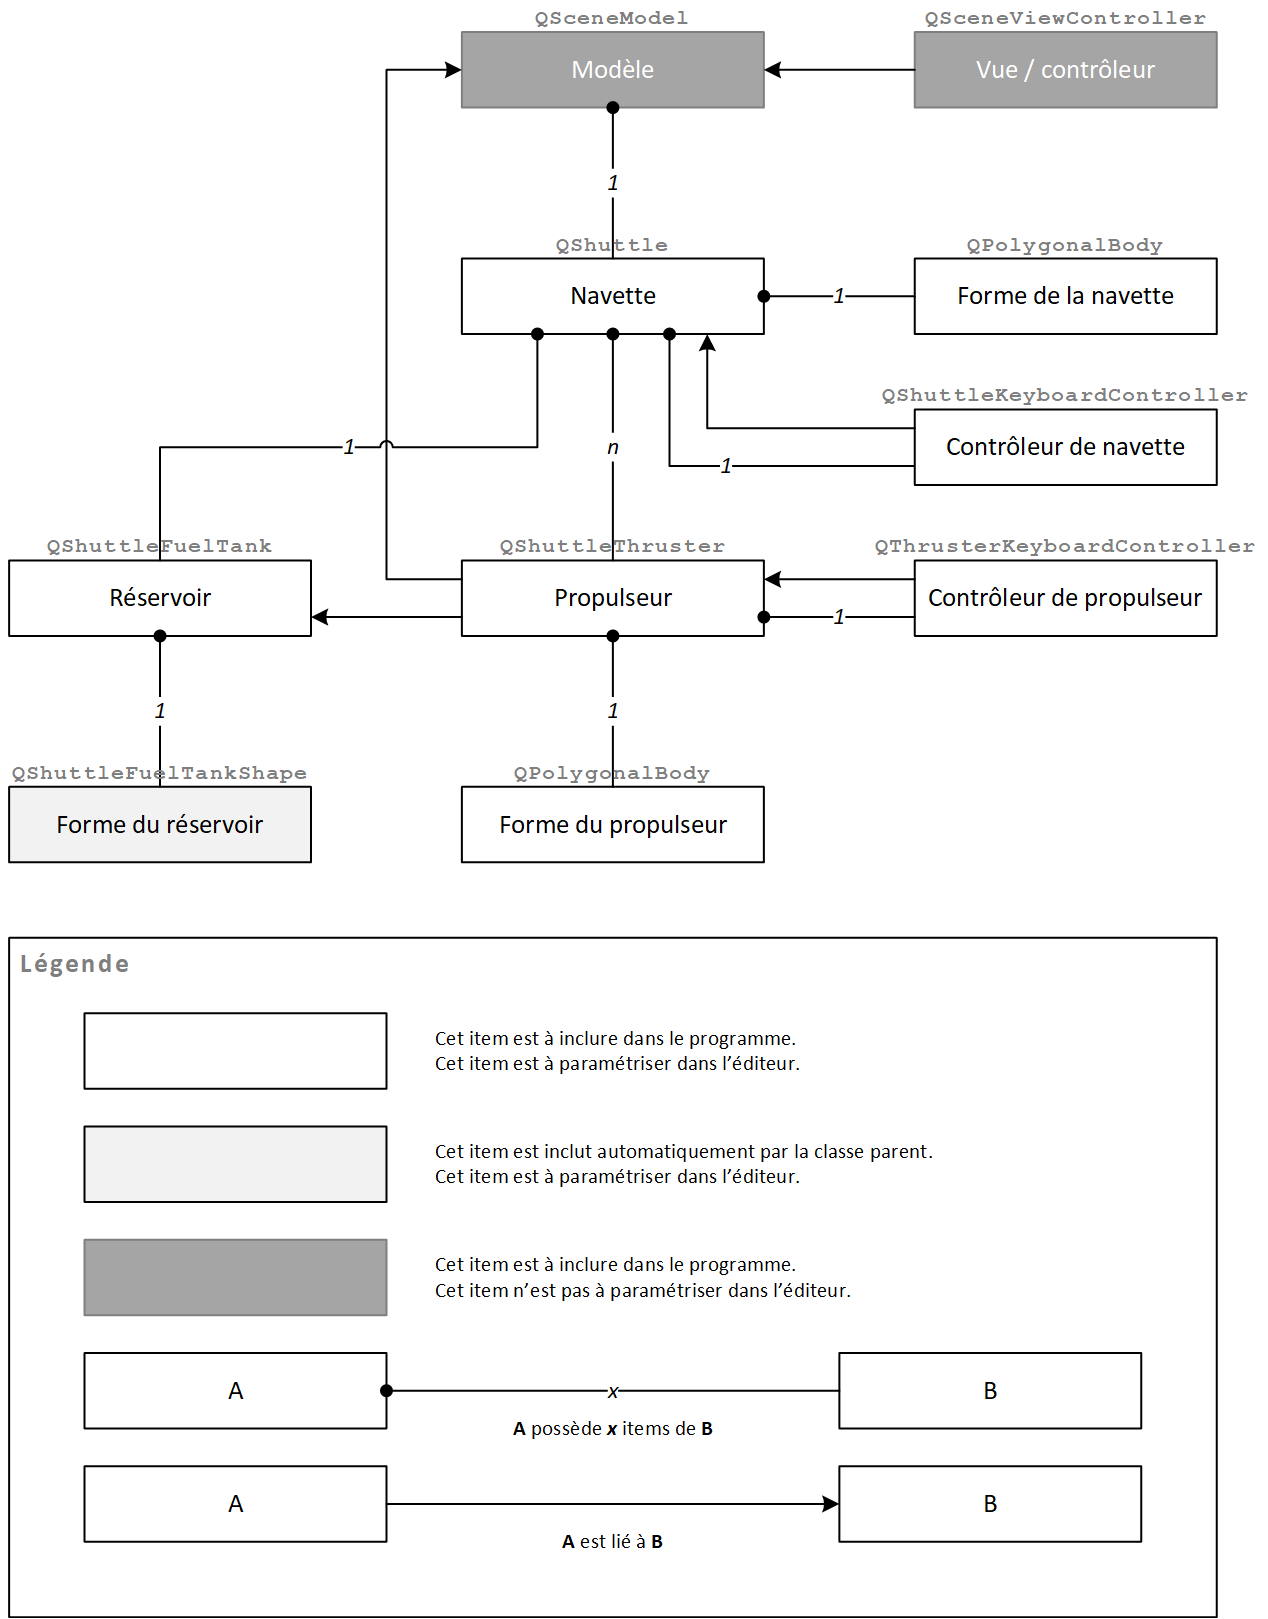 QSceneModel
QSceneViewController
Modèle
Vue / contrôleur
1
QShuttle
QPolygonalBody
Navette
1
Forme de la navette
QShuttleKeyboardController
1
n
Contrôleur de navette
1
QShuttleFuelTank
QShuttleThruster
QThrusterKeyboardController
Réservoir
Propulseur
Contrôleur de propulseur
1
1
1
QShuttleFuelTankShape
QPolygonalBody
Forme du réservoir
Forme du propulseur
Légende
Cet item est à inclure dans le programme.
Cet item est à paramétriser dans l’éditeur.
Cet item est inclut automatiquement par la classe parent.
Cet item est à paramétriser dans l’éditeur.
Cet item est à inclure dans le programme.
Cet item n’est pas à paramétriser dans l’éditeur.
A
x
B
A possède x items de B
A
B
A est lié à B